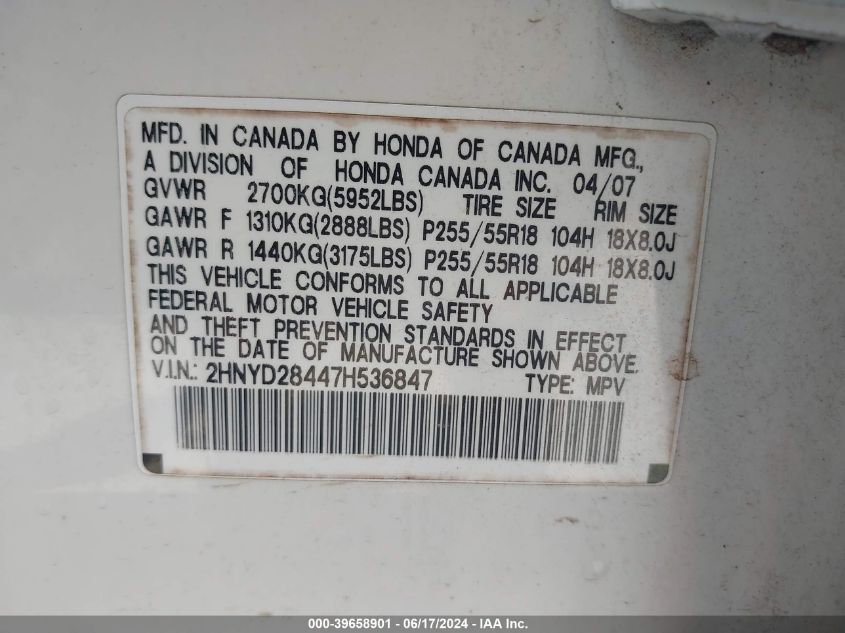 MFD. IN CANADA BY HONDA OF CANADA MFG.,
A DIVISION OF HONDA CANADA INC. 04/07
GVWR 2700KG(5952LBS) TIRE SIZE RIM SIZE
GAWR F 1310KG(2888LBS) P255/55R18 104H 18X8.0J
GAWR R 1440KG(3175LBS) P255/55R18 104H 18X8.0J
THIS VEHICLE CONFORMS TO ALL APPLICABLE
FEDERAL MOTOR VEHICLE SAFETY
AND THEFT PREVENTION STANDARDS IN EFFECT
ON THE DATE OF MANUFACTURE SHOWN ABOVE.
V.I.N.: 2HNYD28447H536847 TYPE: MPV
000-39658901 - 06/17/2024 - © IAA, Inc.